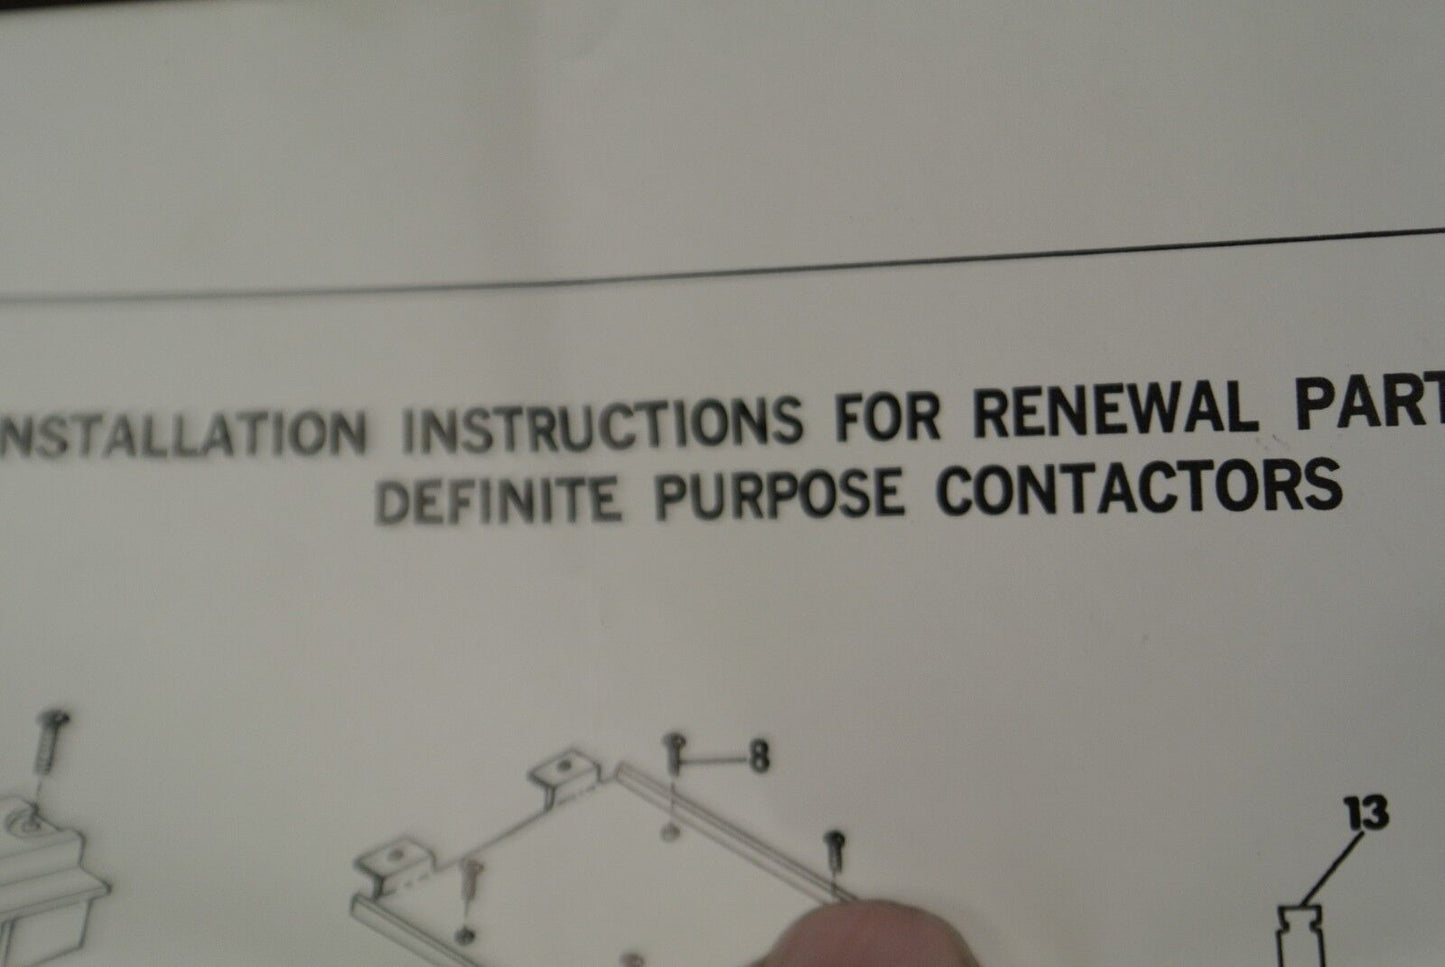 NSTALLATION INSTRUCTIONS FOR RENEWAL PART
DEFINITE PURPOSE CONTACTORS
8
13